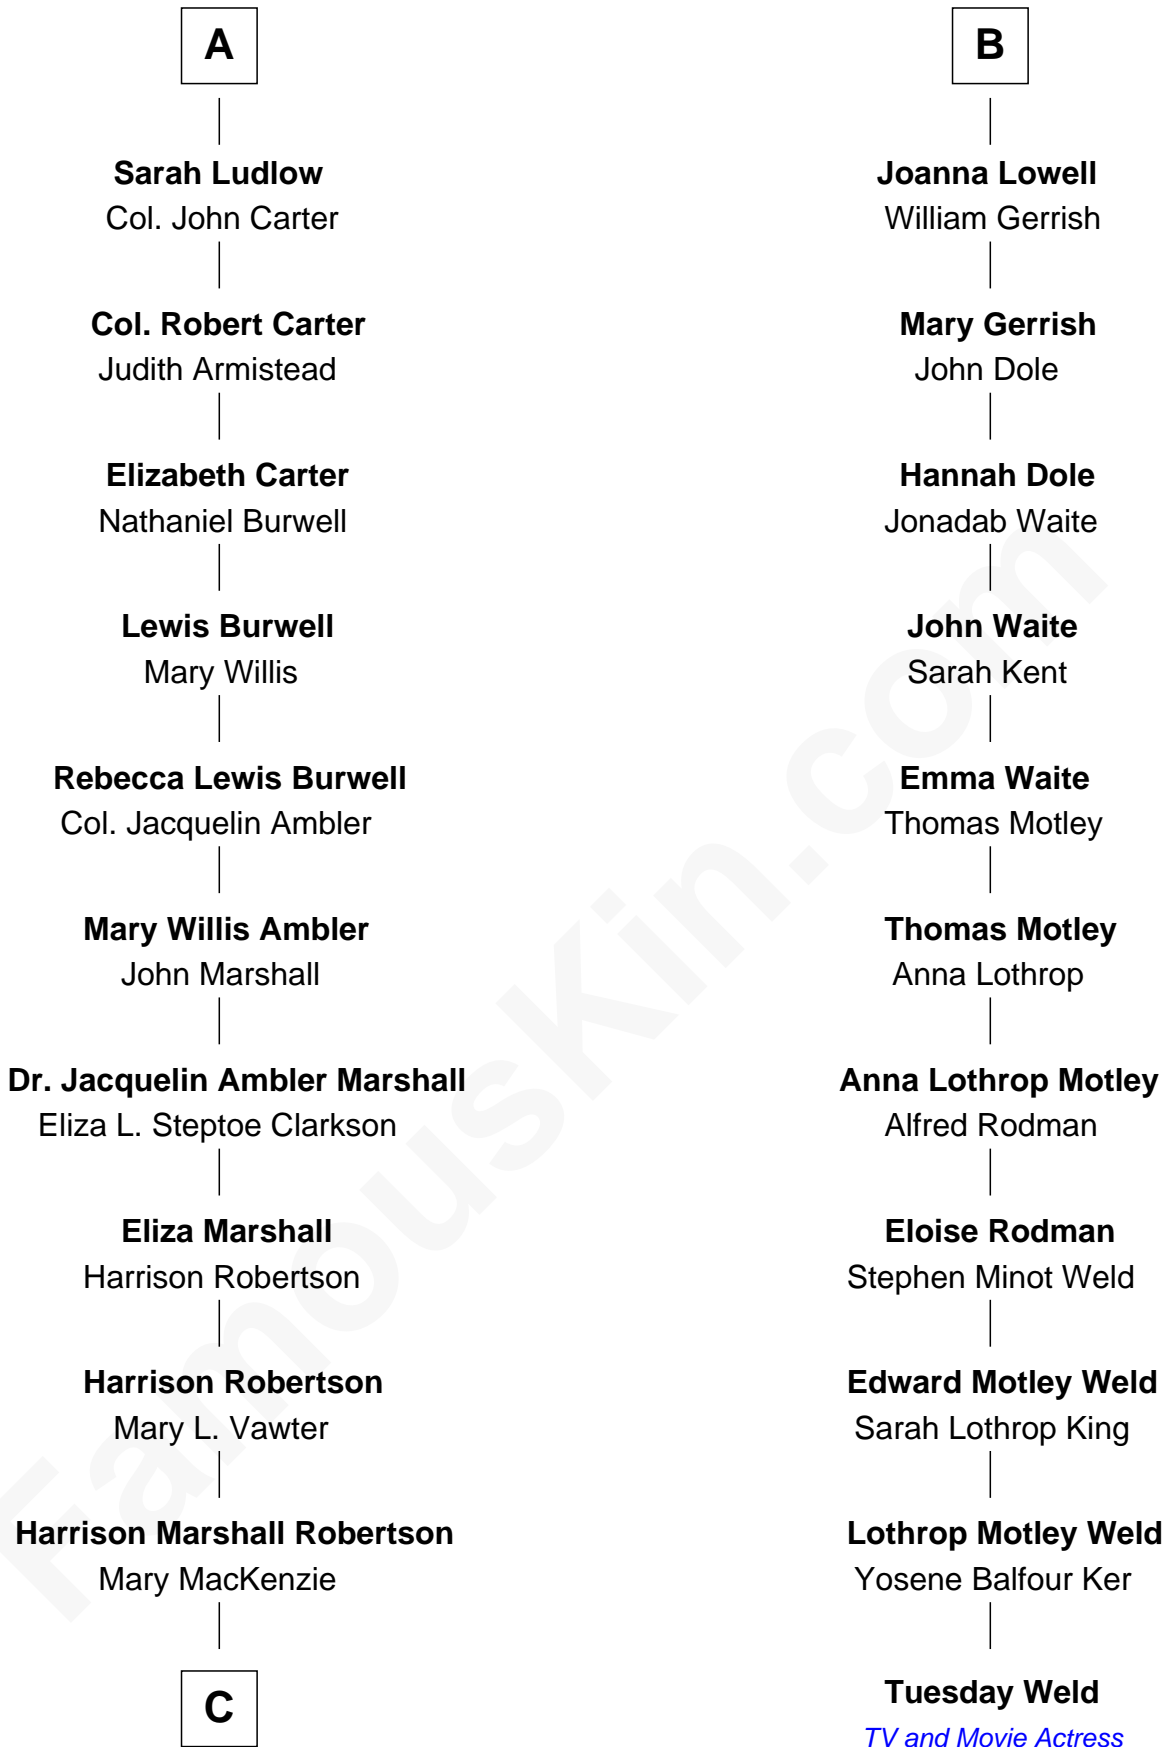 A
Sarah Ludlow
Col. John Carter
Col. Robert Carter
Judith Armistead
Elizabeth Carter
Nathaniel Burwell
Lewis Burwell
Mary Willis
Rebecca Lewis Burwell
Col. Jacquelin Ambler
Mary Willis Ambler
John Marshall
Dr. Jacquelin Ambler Marshall
Eliza L. Steptoe Clarkson
Eliza Marshall
Harrison Robertson
Harrison Robertson
Mary L. Vawter
Harrison Marshall Robertson
Mary MacKenzie
C
B
Joanna Lowell
William Gerrish
Mary Gerrish
John Dole
Hannah Dole
Jonadab Waite
John Waite
Sarah Kent
Emma Waite
Thomas Motley
Thomas Motley
Anna Lothrop
Anna Lothrop Motley
Alfred Rodman
Eloise Rodman
Stephen Minot Weld
Edward Motley Weld
Sarah Lothrop King
Lothrop Motley Weld
Yosene Balfour Ker
Tuesday Weld
TV and Movie Actress
FamousKin.com